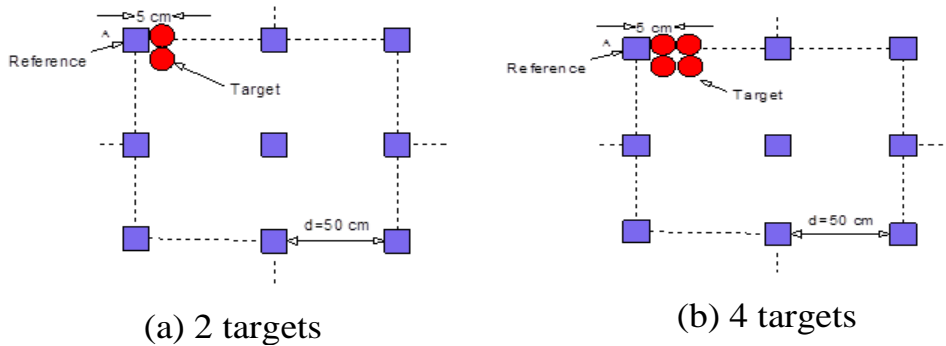 5 cm
A
Reference
Target
d=50 cm
(a) 2 targets
5 cm
A
Reference
Target
d=50 cm
(b) 4 targets